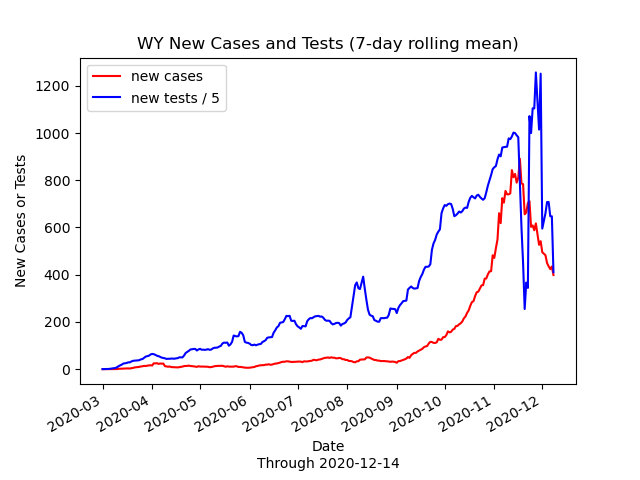 WY New Cases and Tests (7-day rolling mean)
new cases
new tests / 5
New Cases or Tests
1200
1000
800
600
400
200
0
2020-03
2020-04
2020-05
2020-06
2020-07
2020-08
2020-09
2020-10
2020-11
2020-12
Date
Through 2020-12-14